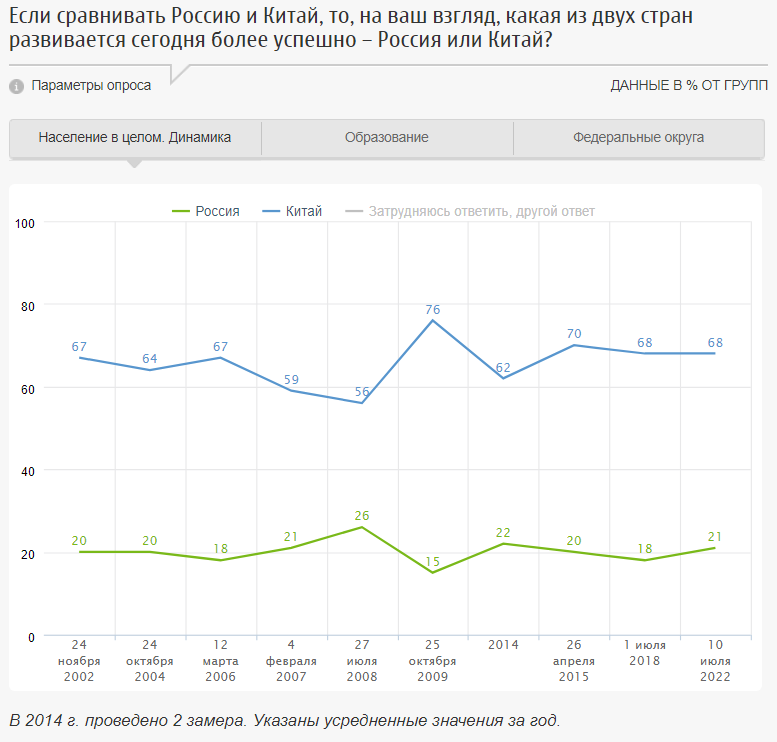 Если сравнивать Россию и Китай, то, на ваш взгляд, какая из двух стран
развивается сегодня более успешно – Россия или Китай?
i Параметры опроса
ДАННЫЕ В % ОТ ГРУПП
Население в целом. Динамика
Образование
Федеральные округа
Россия Китай Затрудняюсь ответить, другой ответ
100
80
60
40
20
0
67 64 67 59 56 76 62 70 68 68
20 20 18 21 26 15 22 20 18 21
24 ноября 2002
24 октября 2004
12 марта 2006
4 февраля 2007
27 июля 2008
25 октября 2009
2014
26 апреля 2015
1 июля 2018
10 июля 2022
В 2014 г. проведено 2 замера. Указаны усредненные значения за год.